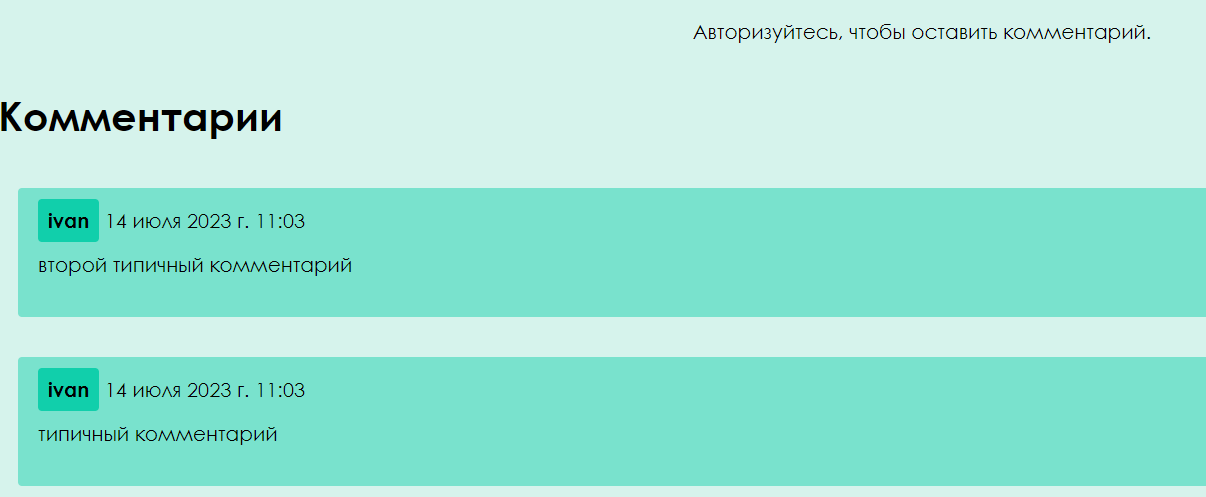 Авторизуйтесь, чтобы оставить комментарий.
Комментарии
ivan 14 июля 2023 г. 11:03
второй типичный комментарий
ivan 14 июля 2023 г. 11:03
типичный комментарий